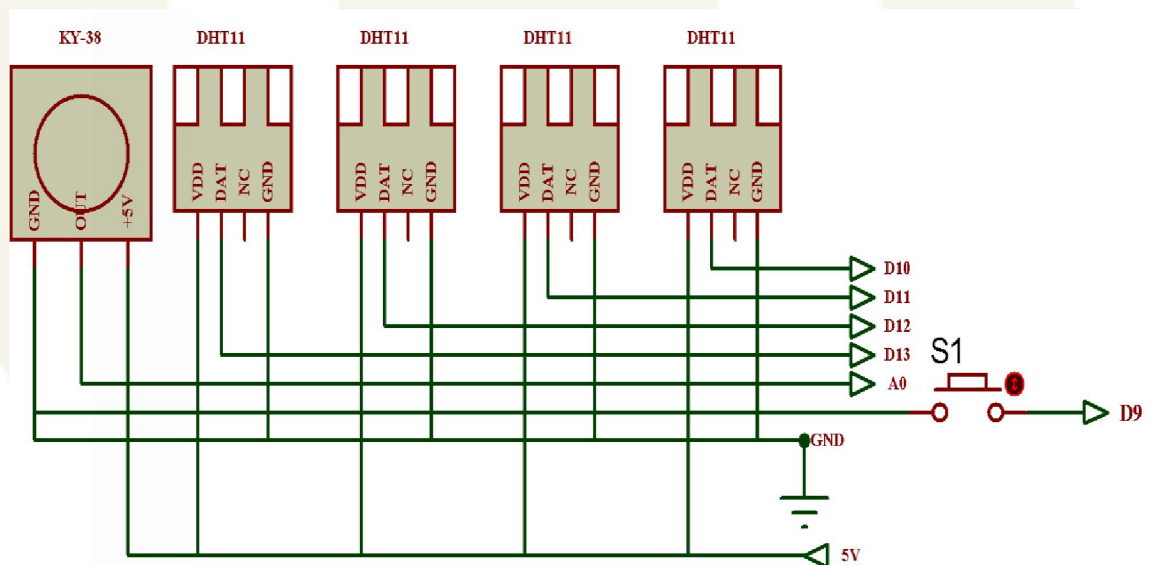 KY-38 DHT11 DHT11 DHT11 DHT11
GND OUT +5V VDD DAT NC GND VDD DAT NC GND VDD DAT NC GND VDD DAT NC GND
D10
D11
D12
D13
S1
A0
D9
GND
5V